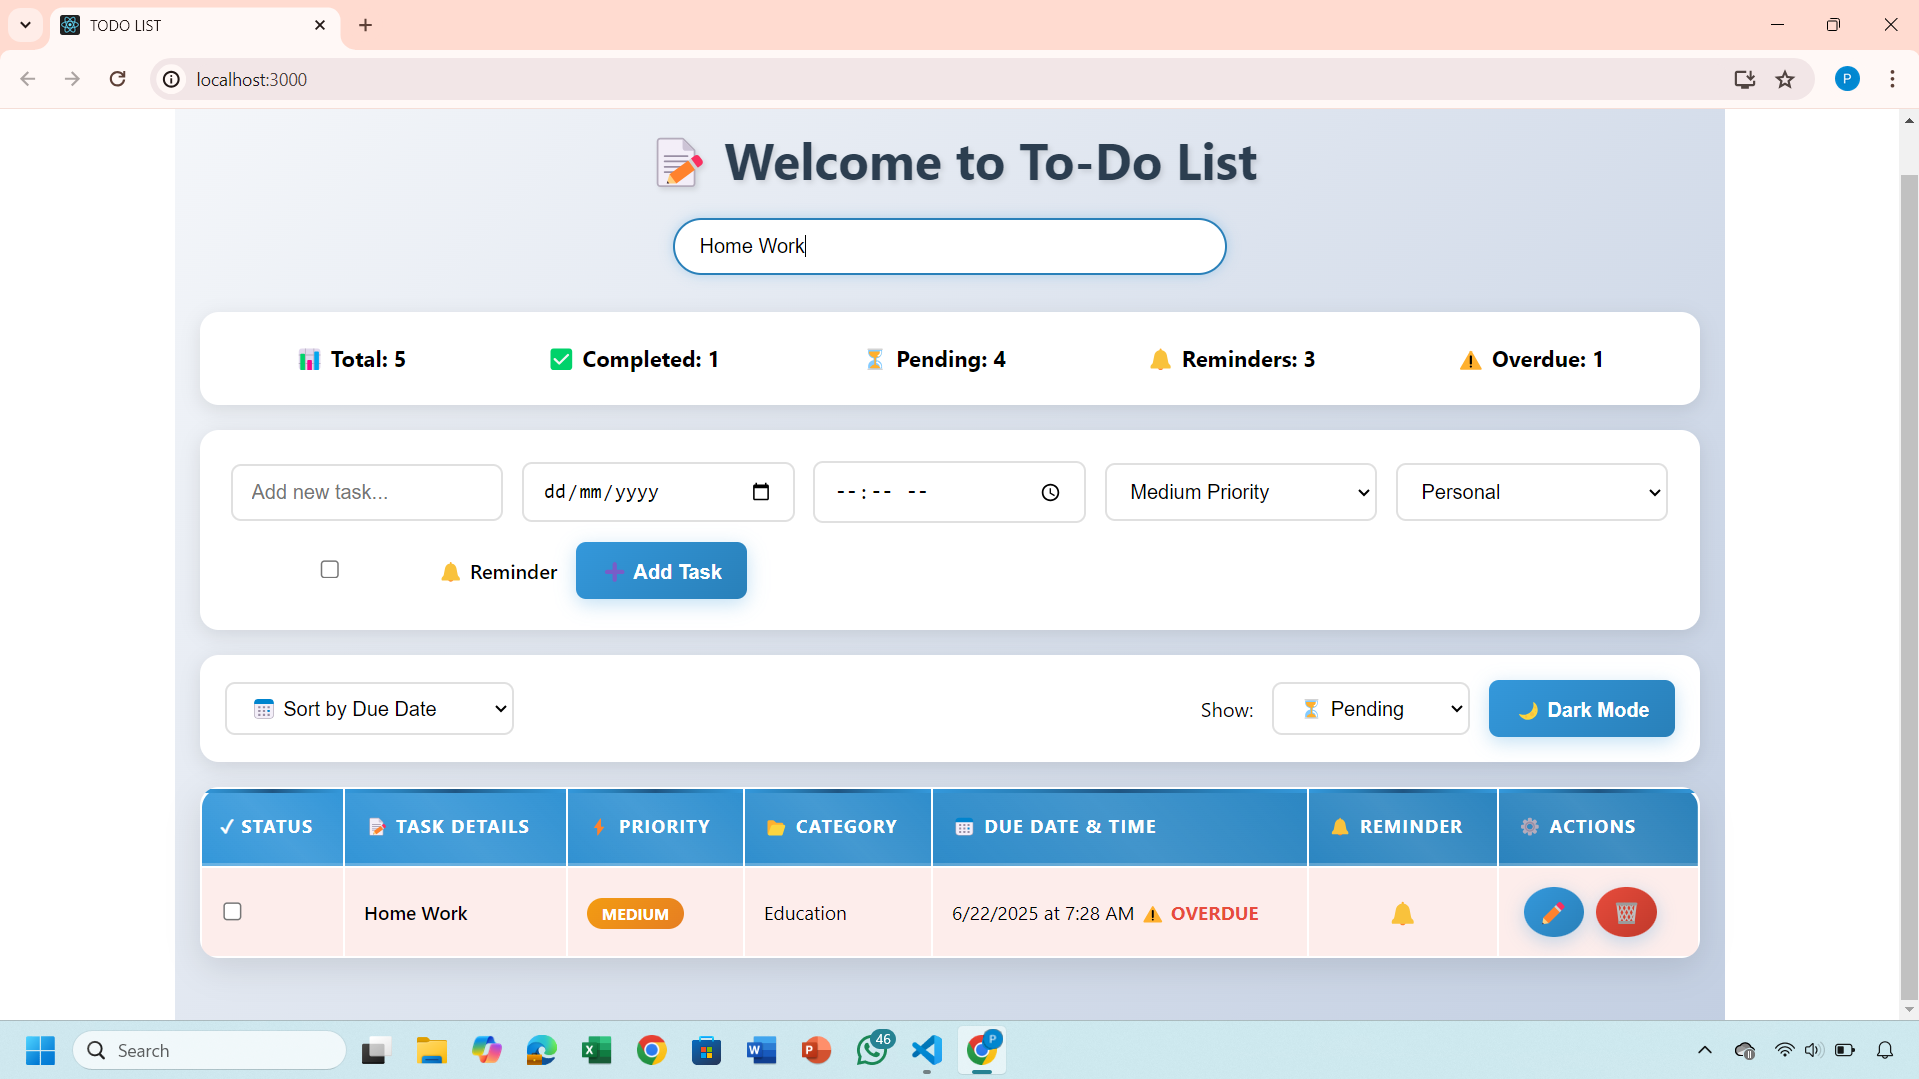 TODO LIST
localhost:3000
P
Welcome to To-Do List
Home Work
Total: 5 Completed: 1 Pending: 4 Reminders: 3 Overdue: 1
Add new task... dd/mm/yyyy --:-- -- Medium Priority Personal
Reminder Add Task
Sort by Due Date Show: Pending Dark Mode
STATUS TASK DETAILS PRIORITY CATEGORY DUE DATE & TIME REMINDER ACTIONS
Home Work MEDIUM Education 6/22/2025 at 7:28 AM OVERDUE
Search 46 P